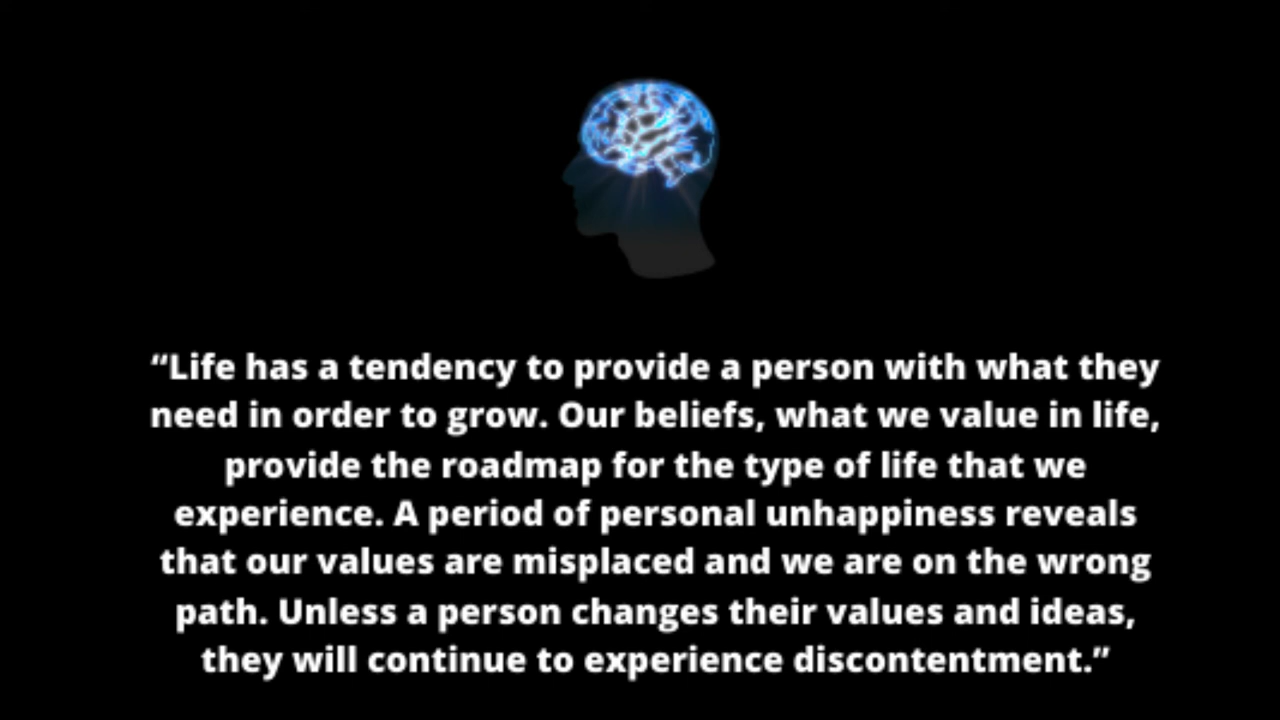 “Life has a tendency to provide a person with what they
need in order to grow. Our beliefs, what we value in life,
provide the roadmap for the type of life that we
experience. A period of personal unhappiness reveals
that our values are misplaced and we are on the wrong
path. Unless a person changes their values and ideas,
they will continue to experience discontentment.”